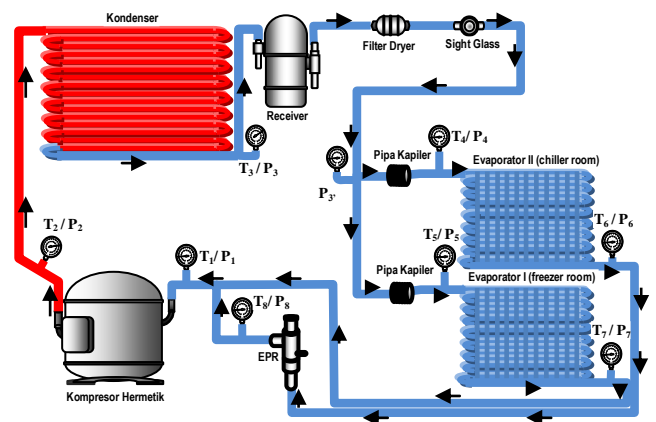 Kondenser
Receiver
Filter Dryer
Sight Glass
T3 / P3
P3'
Pipa Kapiler
T4 / P4
Evaporator II (chiller room)
T2 / P2
T1 / P1
T5 / P5
T6 / P6
Pipa Kapiler
Evaporator I (freezer room)
T8 / P8
EPR
T7 / P7
Kompresor Hermetik